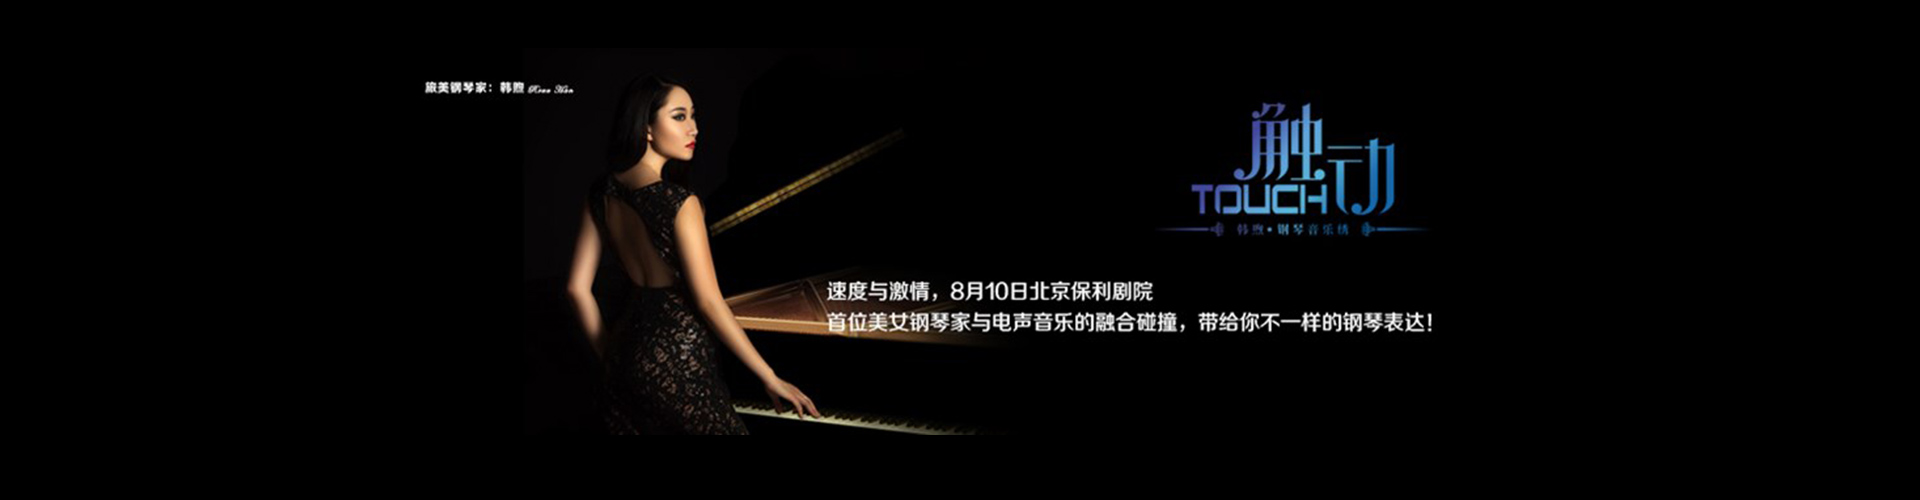 旅美钢琴家：韩煦 Xuu Han
触动
TOUCH
韩煦·钢琴音乐绣
速度与激情，8月10日北京保利剧院
首位美女钢琴家与电声音乐的融合碰撞，带给你不一样的钢琴表达！